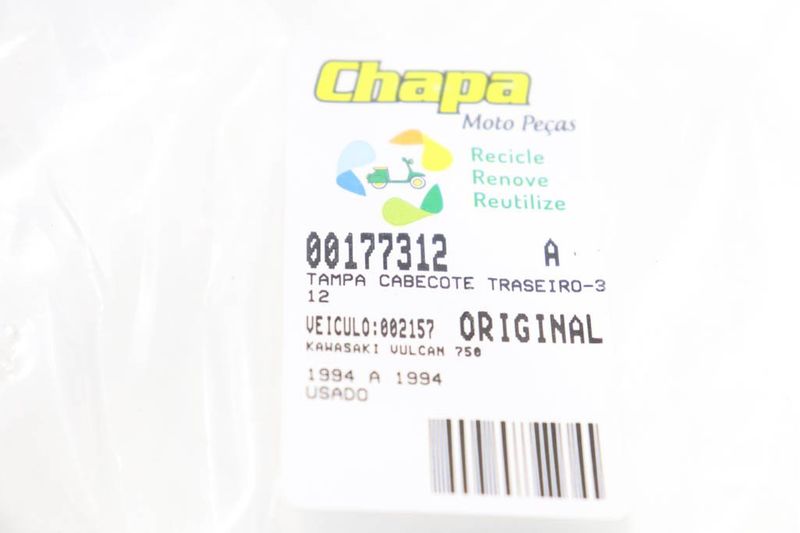 Chapa
Moto Peças
Recicle
Renove
Reutilize
00177312 A
TAMPA CABECOTE TRASEIRO-3
12
VEICULO:002157 ORIGINAL
KAWASAKI VULCAN 750
1994 A 1994
USADO